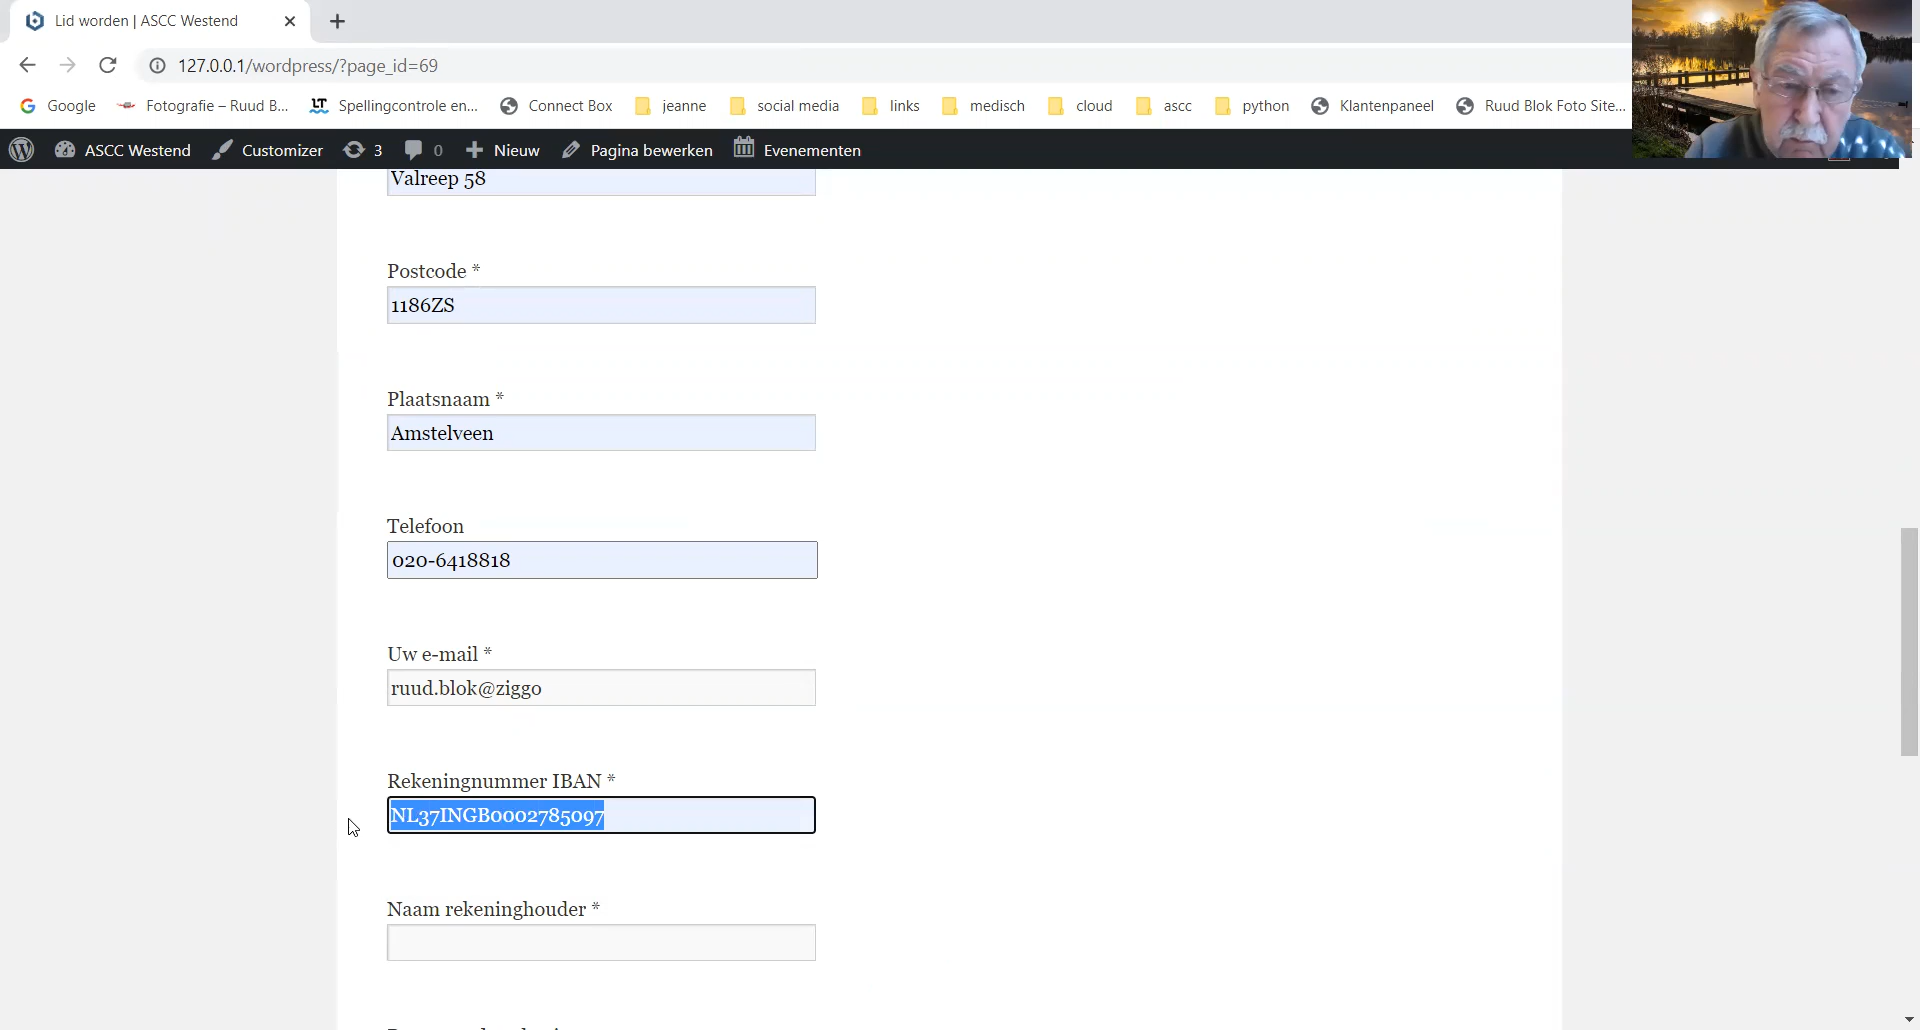 Lid worden | ASCC Westend
127.0.0.1/wordpress/?page_id=69
Google
Fotografie – Ruud B...
LT
Spellingcontrole en...
Connect Box
jeanne
social media
links
medisch
cloud
ascc
python
Klantenpaneel
Ruud Blok Foto Site...
ASCC Westend
Customizer
3
0
Nieuw
Pagina bewerken
Evenementen
Valreep 58
Postcode *
1186ZS
Plaatsnaam *
Amstelveen
Telefoon
020-6418818
Uw e-mail *
ruud.blok@ziggo
Rekeningnummer IBAN *
NL37INGB0002785097
Naam rekeninghouder *